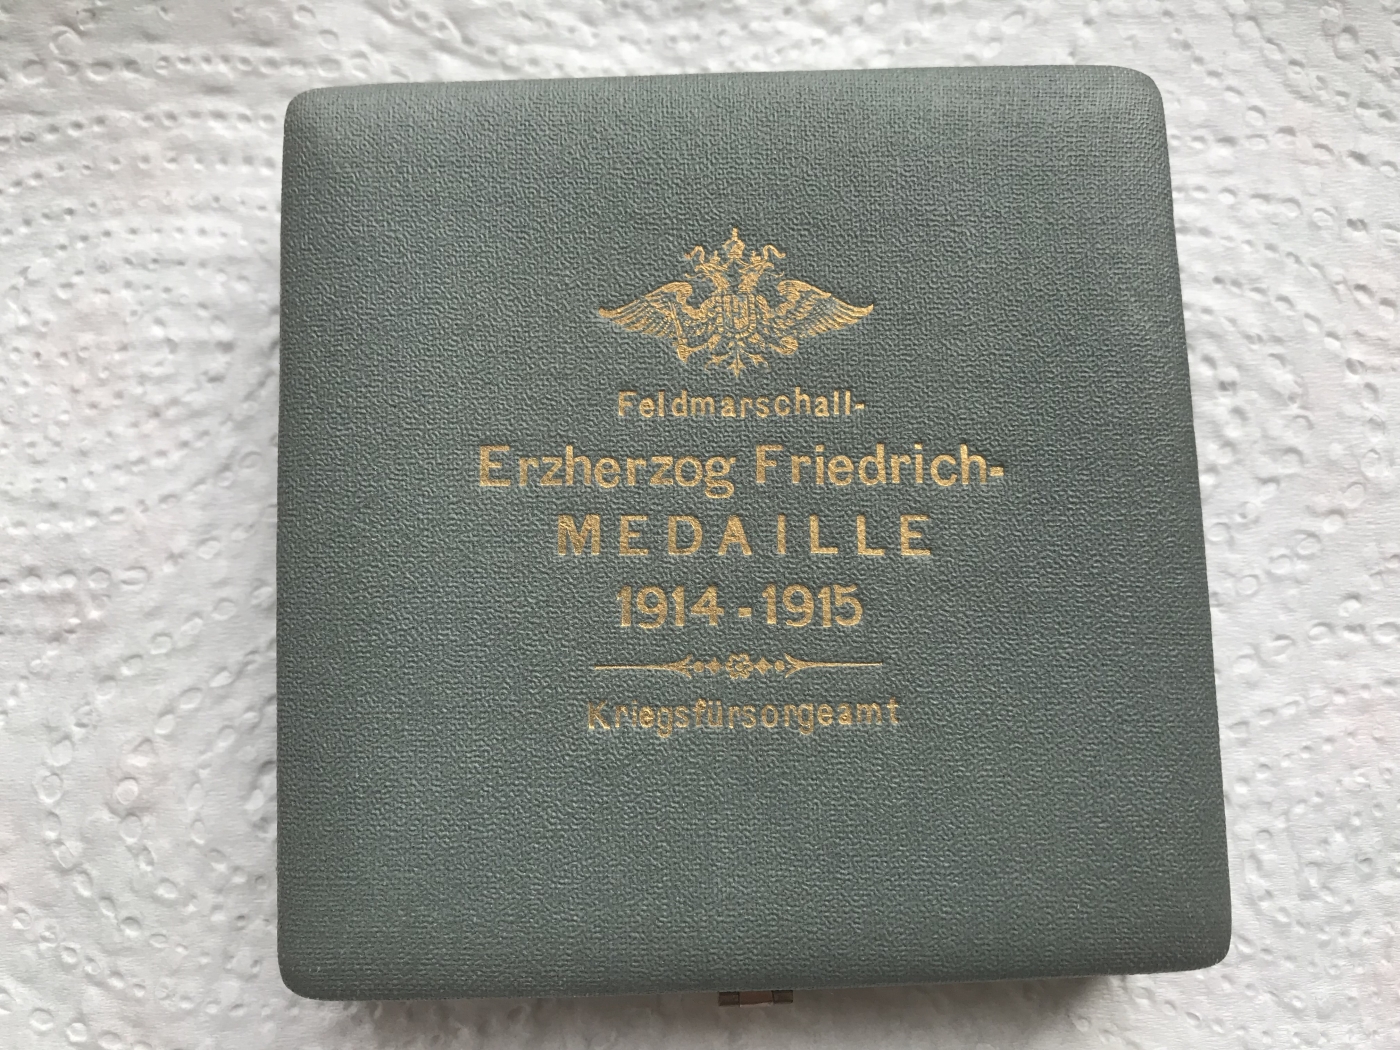 Feldmarschall-
Erzherzog Friedrich-
MEDAILLE
1914-1915
Kriegsfürsorgeamt